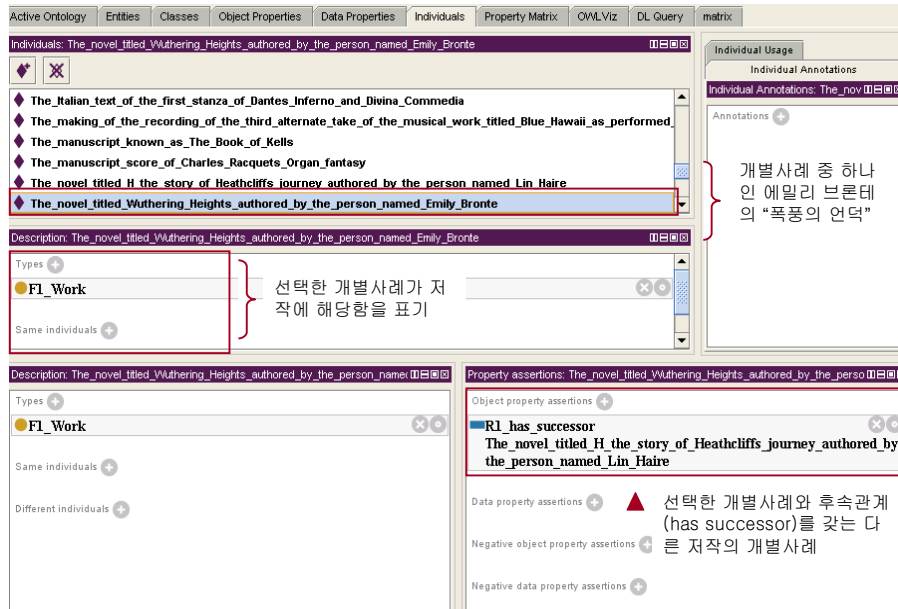 Active Ontology Entities Classes Object Properties Data Properties Individuals Property Matrix OWLViz DL Query matrix
Individuals: The_novel_titled_Wuthering_Heights_authored_by_the_person_named_Emily_Bronte
The_Italian_text_of_the_first_stanza_of_Dantes_Inferno_and_Divina_Commedia
The_making_of_the_recording_of_the_third_alternate_take_of_the_musical_work_titled_Blue_Hawaii_as_performed_
The_manuscript_known_as_The_Book_of_Kells
The_manuscript_score_of_Charles_Racquets_Organ_fantasy
The_novel_titled_H_the_story_of_Heathcliffs_journey_authored_by_the_person_named_Lin_Haire
The_novel_titled_Wuthering_Heights_authored_by_the_person_named_Emily_Bronte
Individual Usage
Individual Annotations
Individual Annotations: The_nov
Annotations
개별사례 중 하나
인 에밀리 브론테
의 “폭풍의 언덕”
Description: The_novel_titled_Wuthering_Heights_authored_by_the_person_named_Emily_Bronte
Types
F1_Work
Same individuals
선택한 개별사례가 저
작에 해당함을 표기
Description: The_novel_titled_Wuthering_Heights_authored_by_the_person_name
Types
F1_Work
Same individuals
Different individuals
Property assertions: The_novel_titled_Wuthering_Heights_authored_by_the_perso
Object property assertions
R1_has_successor
The_novel_titled_H_the_story_of_Heathcliffs_journey_authored_by
the_person_named_Lin_Haire
Data property assertions
Negative object property assertions
Negative data property assertions
선택한 개별사례와 후속관계
(has successor)를 갖는 다
른 저작의 개별사례